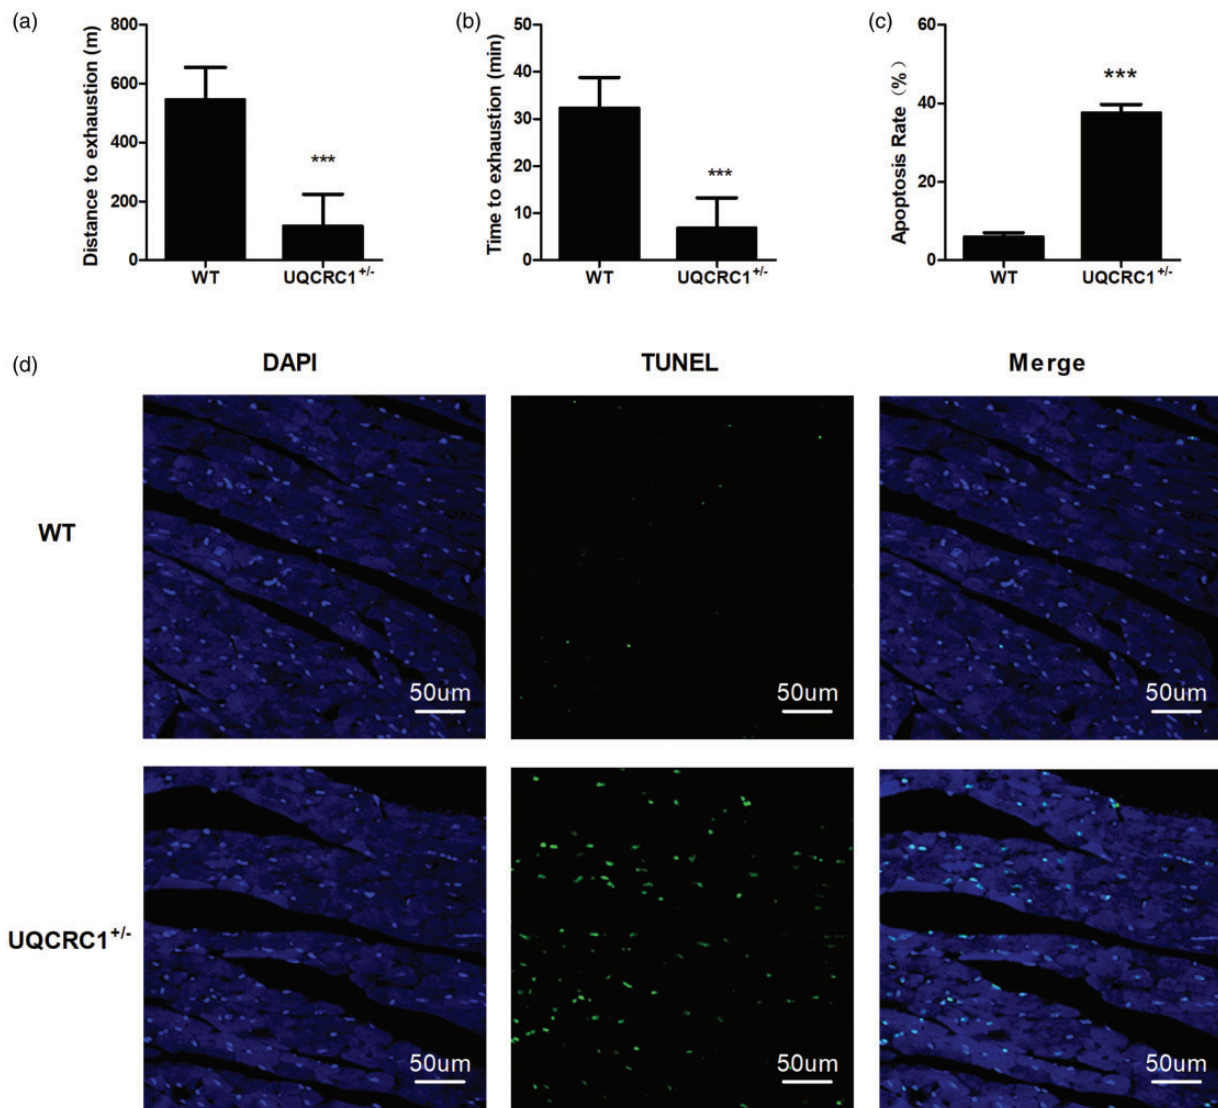 (a)
Distance to exhaustion (m)
800
600
400
200
0
***
WT
UQCRC1+/-
(b)
Time to exhaustion (min)
50
40
30
20
10
0
***
WT
UQCRC1+/-
(c)
Apoptosis Rate（%）
60
40
20
0
***
WT
UQCRC1+/-
(d)
DAPI
TUNEL
Merge
WT
50um
50um
50um
UQCRC1+/-
50um
50um
50um